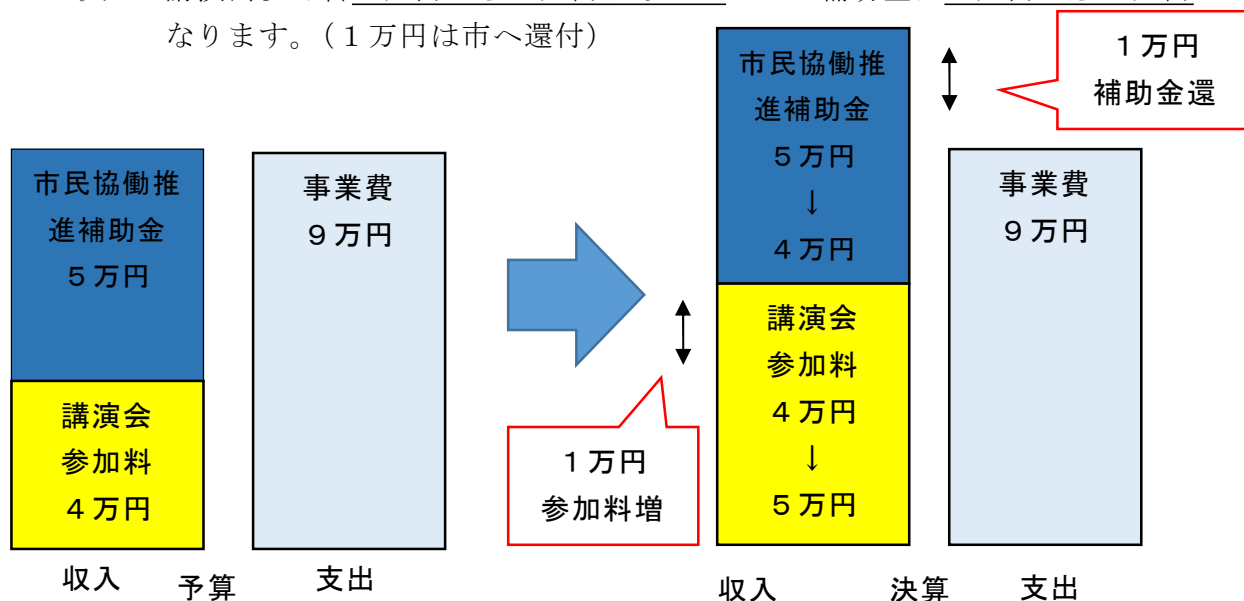 なります。（１万円は市へ還付）
市民協働推
進補助金
５万円
講演会
参加料
４万円
事業費
９万円
収入
予算
支出
市民協働推
進補助金
５万円
↓
４万円
１万円
補助金還
講演会
参加料
４万円
↓
５万円
１万円
参加料増
事業費
９万円
収入
決算
支出